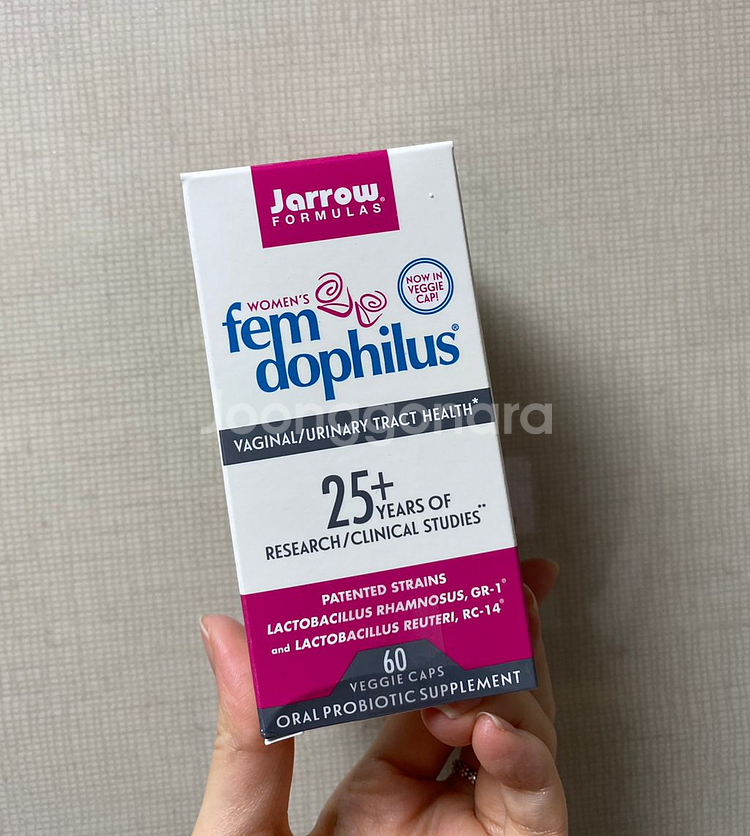 Jarrow®
FORMULAS
WOMEN'S
fem
dophilus®
NOW IN
VEGGIE
CAP!
Joonggonara
VAGINAL/URINARY TRACT HEALTH*
25+
YEARS OF
RESEARCH/CLINICAL STUDIES**
PATENTED STRAINS
LACTOBACILLUS RHAMNOSUS, GR-1®
and LACTOBACILLUS REUTERI, RC-14®
60
VEGGIE CAPS
ORAL PROBIOTIC SUPPLEMENT